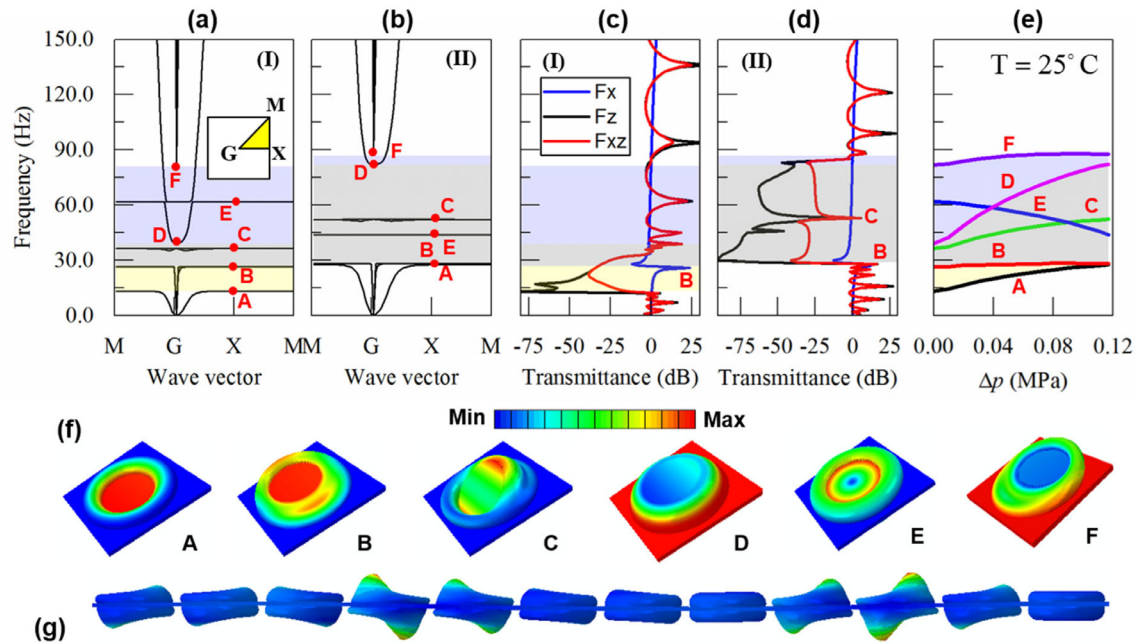 (a) (b) (c) (d) (e)
150.0
120.0
90.0
60.0
30.0
0.0
Frequency (Hz)
(I)
M
G X
F
E
D
C
B
A
M G X M
Wave vector
(II)
F
D
C
E
B
A
M G X M
Wave vector
(I)
Fx
Fz
Fxz
B
-75 -50 -25 0 25
Transmittance (dB)
(II)
C
B
-75 -50 -25 0 25
Transmittance (dB)
T = 25° C
F
D
E
C
B
A
0.00 0.04 0.08 0.12
Δp (MPa)
(f)
Min Max
A B C D E F
(g)